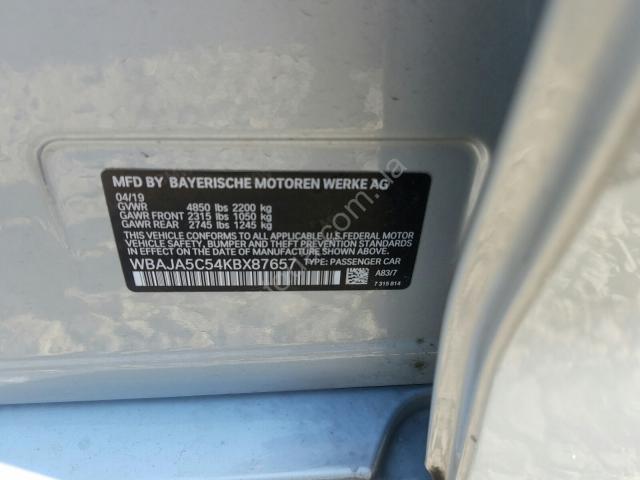 MFD BY BAYERISCHE MOTOREN WERKE AG
04/19
GVWR 4850 lbs 2200 kg
GAWR FRONT 2315 lbs 1050 kg
GAWR REAR 2745 lbs 1245 kg
THIS VEHICLE CONFORMS TO ALL APPLICABLE U.S.FEDERAL MOTOR
VEHICLE SAFETY, BUMPER AND THEFT PREVENTION STANDARDS
IN EFFECT ON THE DATE OF MANUFACTURE SHOWN ABOVE.
WBAJA5C54KBX87657 TYPE: PASSENGER CAR
A83/7
7 315 814